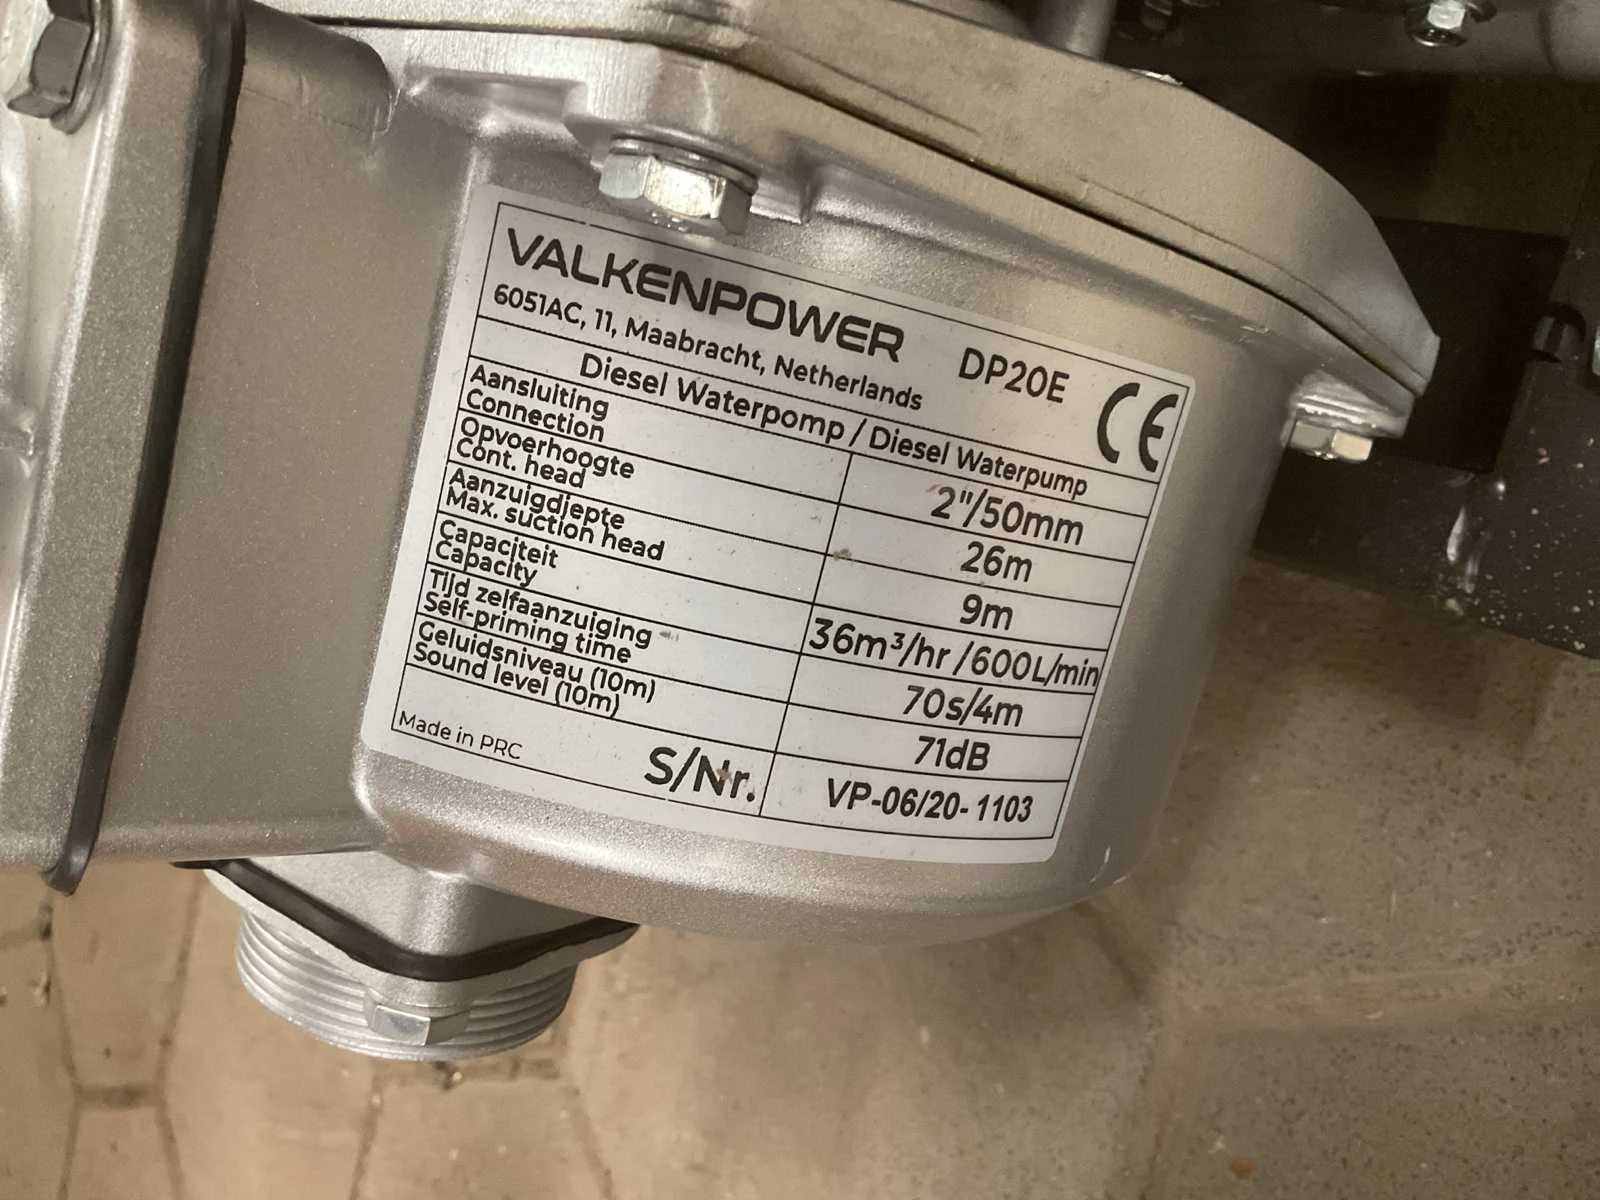 VALKENPOWER DP20E CE
6051AC, 11, Maabracht, Netherlands
Diesel Waterpomp / Diesel Waterpump
Aansluiting
Connection
2"/50mm
Opvoerhoogte
Cont. head
26m
Aanzuigdiepte
Max. suction head
9m
Capaciteit
Capacity
36m³/hr /600L/min
Tijd zelfaanzuiging
Self-priming time
70s/4m
Geluidsniveau (10m)
Sound level (10m)
71dB
Made in PRC
S/Nr.
VP-06/20- 1103